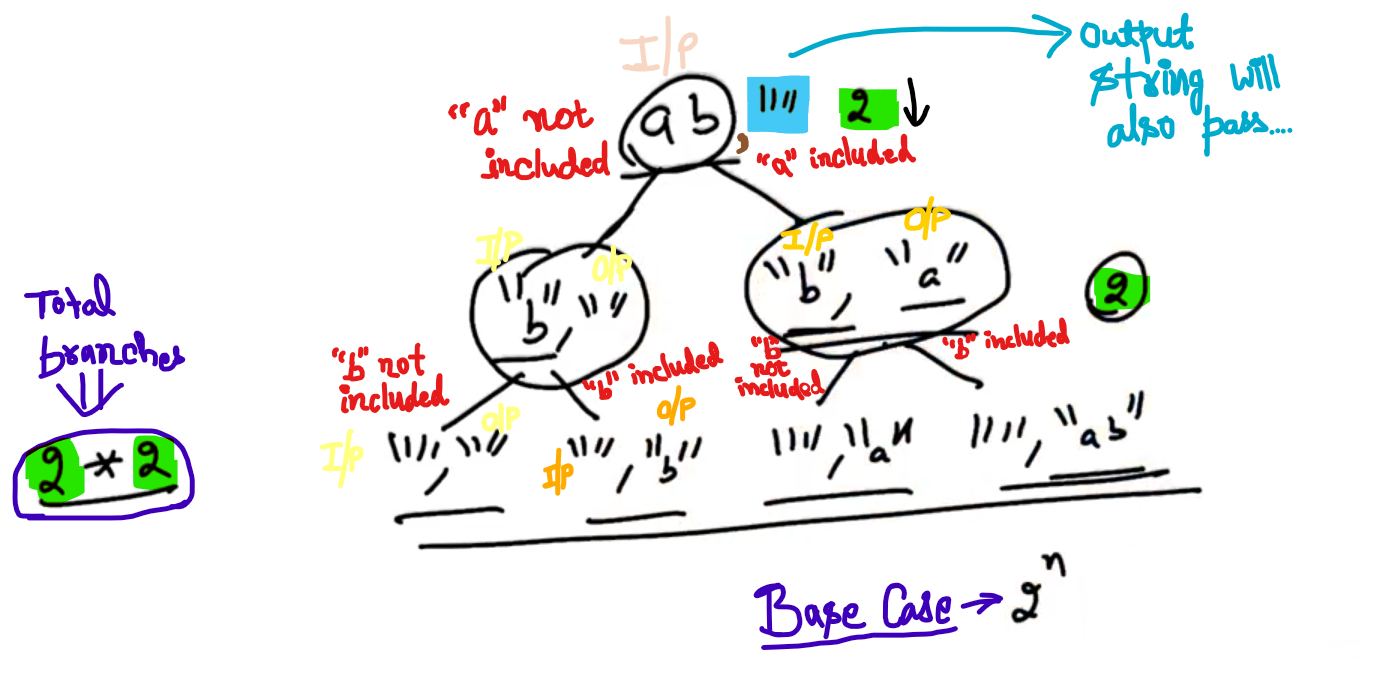 I/P
"a" not
included
ab
,
""
2
"a" included
Output
string will
also pass....
I/P
O/P
"b", ""
I/P
O/P
"b", "a"
2
Total
branches
2 * 2
"b" not
included
"b" included
"b"
not
included
"b" included
I/P
O/P
"", ""
I/P
O/P
"", "b"
"", "a"
"", "ab"
Base Case → 2^n